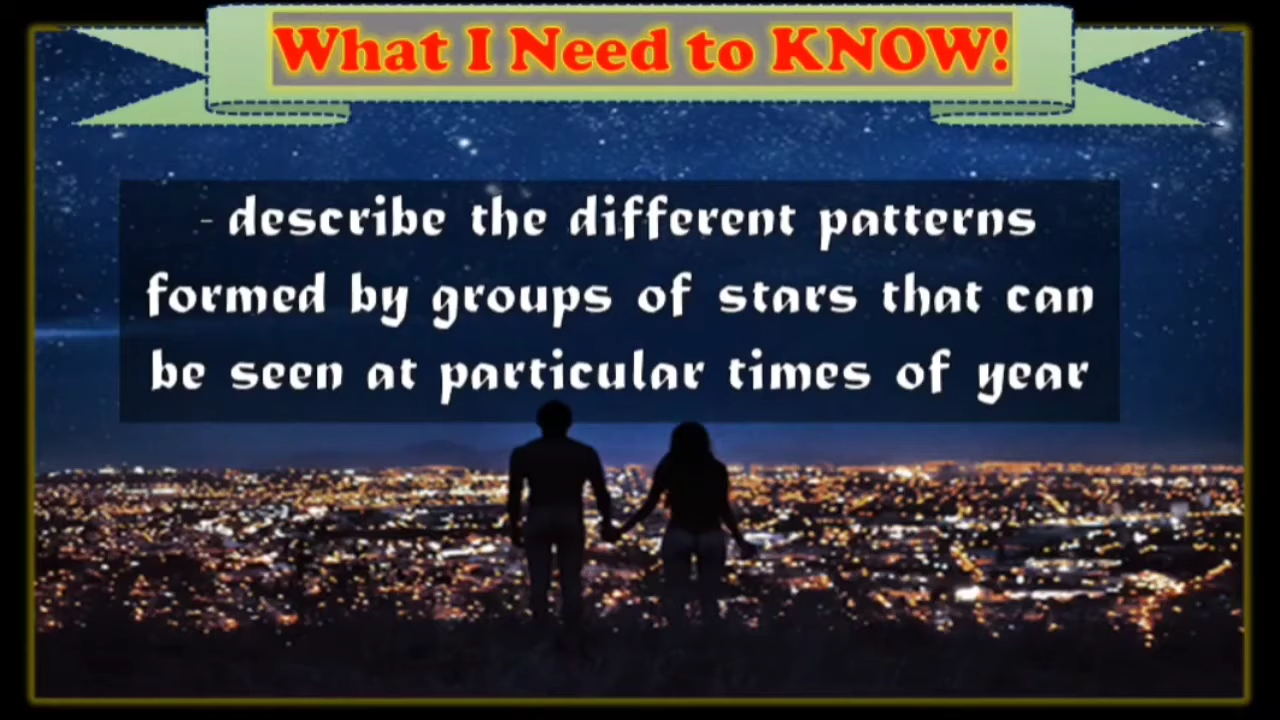 What I Need to KNOW!
- describe the different patterns
formed by groups of stars that can
be seen at particular times of year